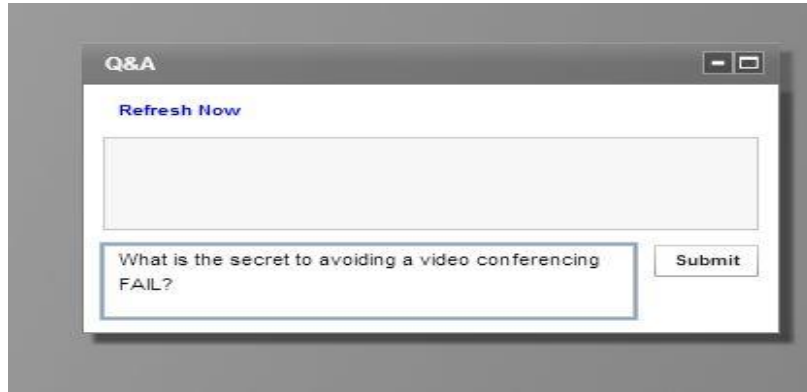 Q&A
Refresh Now
What is the secret to avoiding a video conferencing
FAIL?
Submit